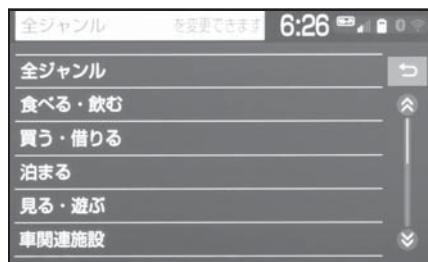 全ジャンル を変更できます 6:26
全ジャンル
食べる・飲む
買う・借りる
泊まる
見る・遊ぶ
車関連施設